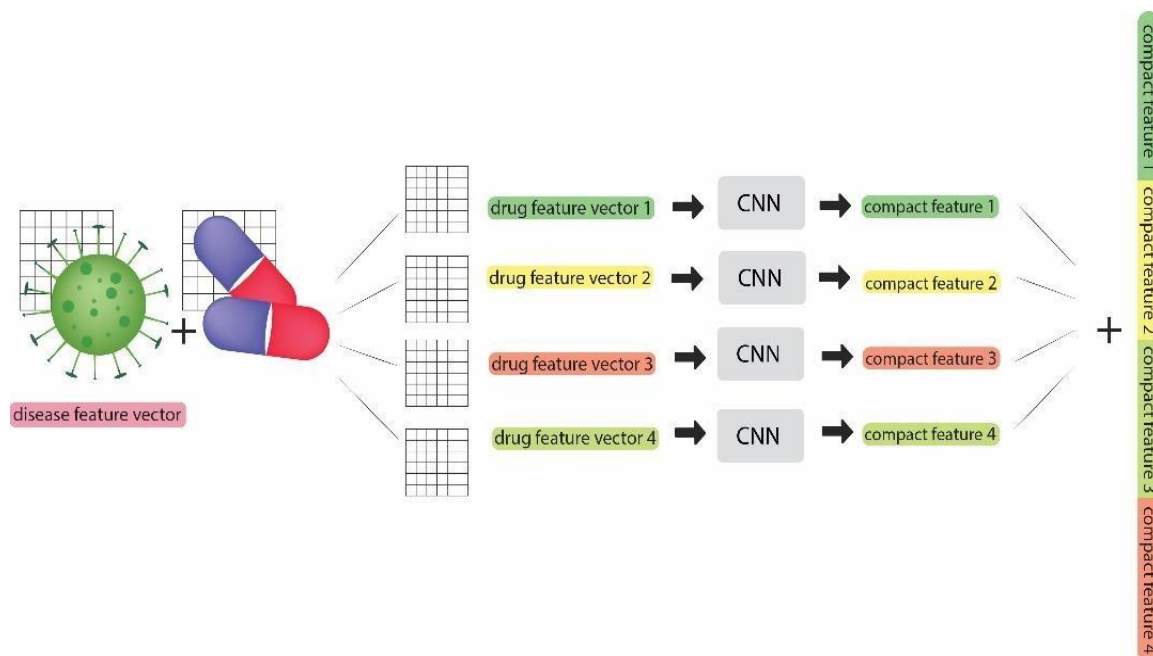 disease feature vector
+
drug feature vector 1
CNN
compact feature 1
drug feature vector 2
CNN
compact feature 2
drug feature vector 3
CNN
compact feature 3
drug feature vector 4
CNN
compact feature 4
+
compact feature 1
compact feature 2
compact feature 3
compact feature 4